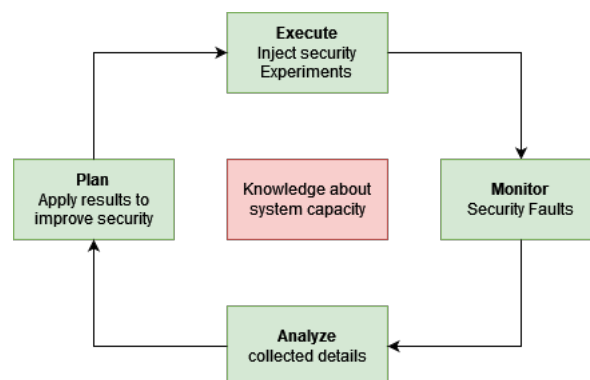 Execute
Inject security
Experiments
Plan
Apply results to
improve security
Knowledge about
system capacity
Monitor
Security Faults
Analyze
collected details